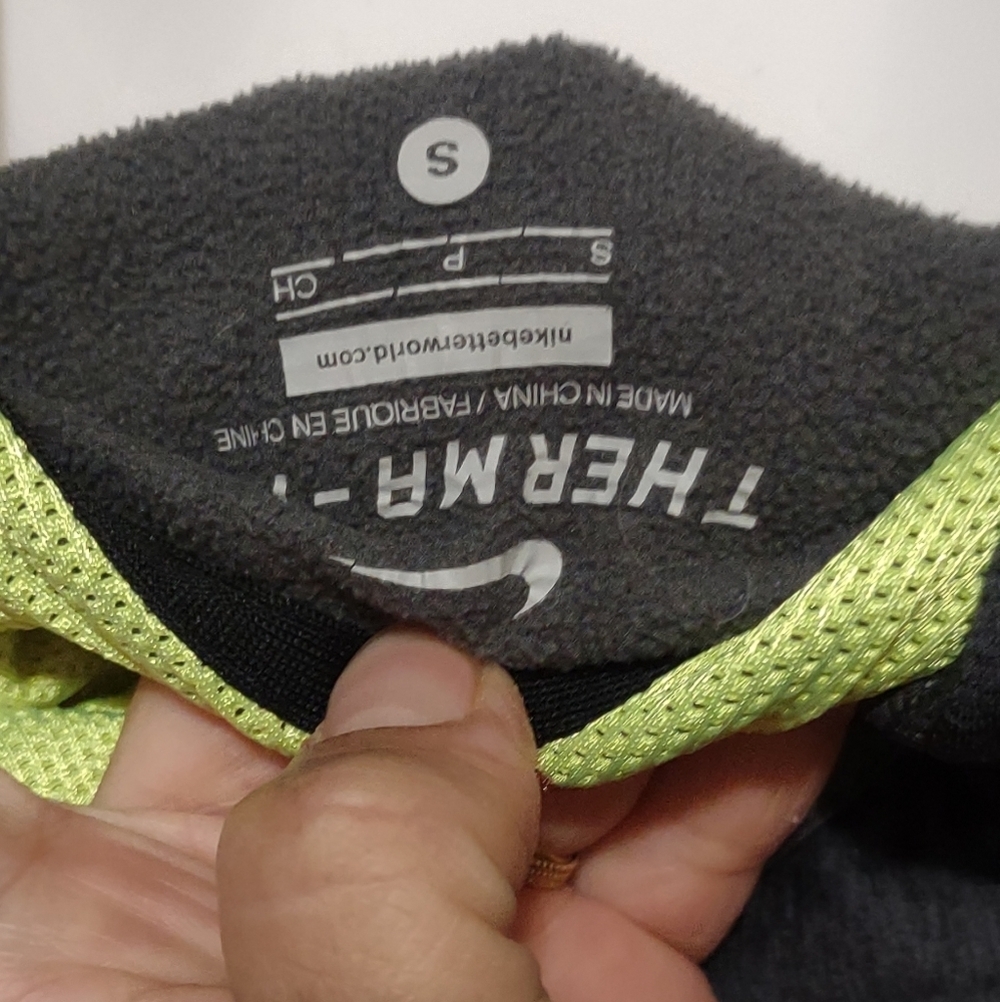 THERMA -
MADE IN CHINA / FABRIQUE EN CHINE
nikebetterworld.com
S P CH
S